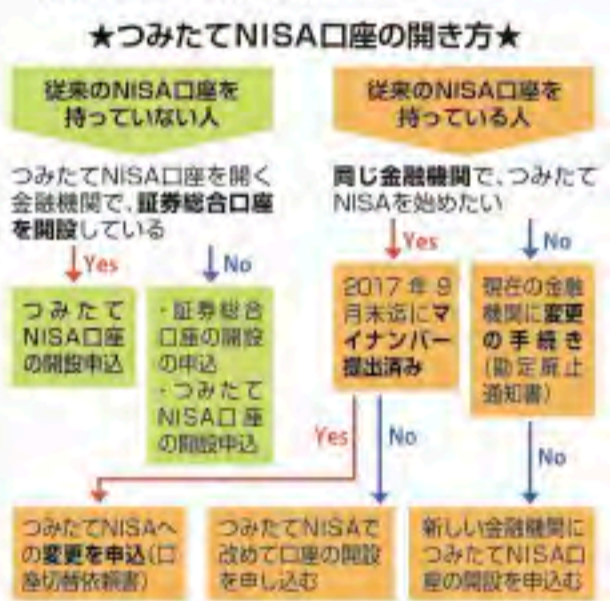 ★つみたてNISA口座の開き方★
従来のNISA口座を
持っていない人
つみたてNISA口座を開く
金融機関で、証券総合口座
を開設している
Yes
No
つみたて
NISA口座
の開設申込
・証券総合
口座の開設
の申込
・つみたて
NISA口座
の開設申込
従来のNISA口座を
持っている人
同じ金融機関で、つみたて
NISAを始めたい
Yes
No
2017年9
月末迄にマ
イナンバー
提出済み
現在の金融
機関に変更
の手続き
(勘定廃止
通知書)
Yes
No
No
つみたてNISAへ
の変更を申込(口
座切替依頼書)
つみたてNISAで
改めて口座の開設
を申し込む
新しい金融機関に
つみたてNISA口
座の開設を申込む